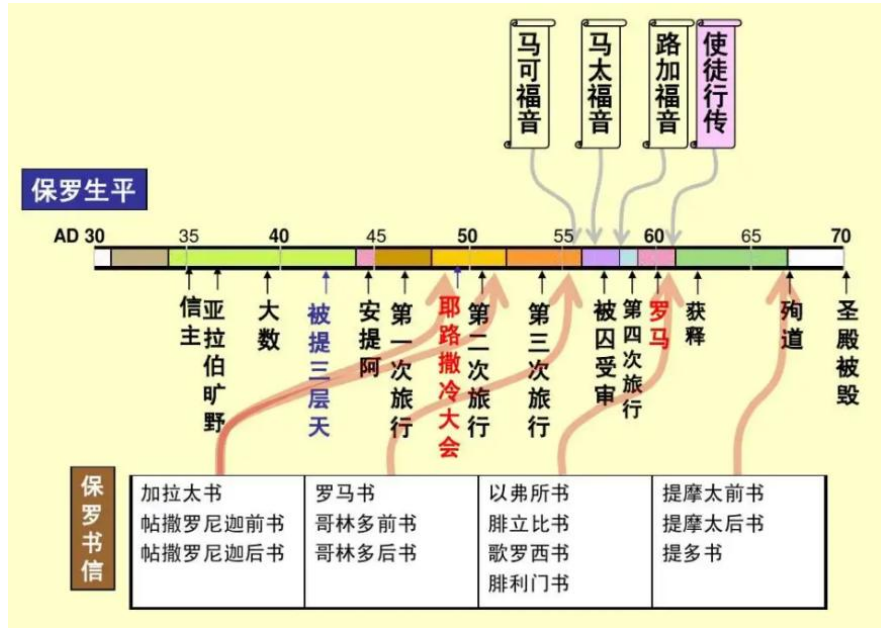 马可福音
马太福音
路加福音
使徒行传
保罗生平
AD 30 35 40 45 50 55 60 65 70
信主
亚拉伯旷野
大数
被提三层天
安提阿
第一次旅行
耶路撒冷大会
第二次旅行
第三次旅行
被囚受审
第四次旅行
罗马
获释
殉道
圣殿被毁
保罗书信
加拉太书
帖撒罗尼迦前书
帖撒罗尼迦后书
罗马书
哥林多前书
哥林多后书
以弗所书
腓立比书
歌罗西书
腓利门书
提摩太前书
提摩太后书
提多书